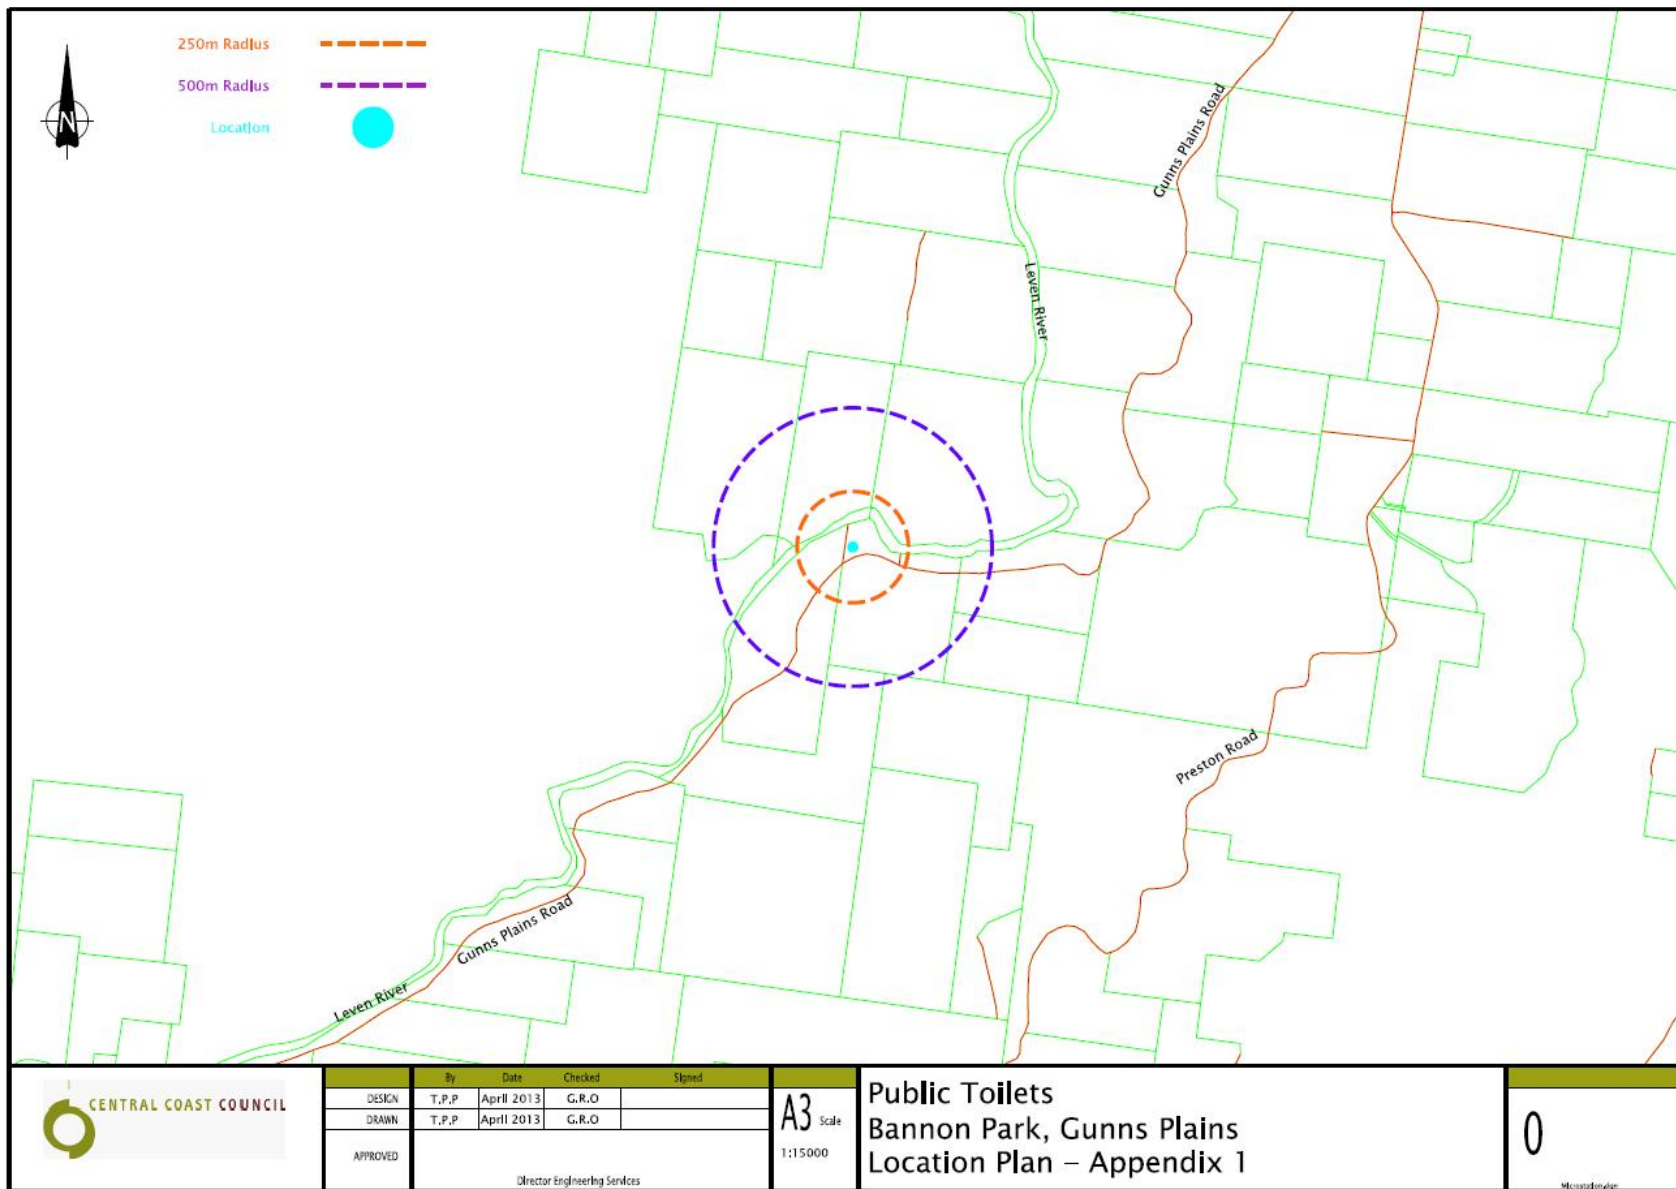 250m Radius
500m Radius
Location
N
Gunns Plains Road
Leven River
Preston Road
Gunns Plains Road
Leven River
CENTRAL COAST COUNCIL
By Date Checked Signed
DESIGN T.P.P April 2013 G.R.O
DRAWN T.P.P April 2013 G.R.O
APPROVED
Director Engineering Services
A3 Scale
1:15000
Public Toilets
Bannon Park, Gunns Plains
Location Plan – Appendix 1
0